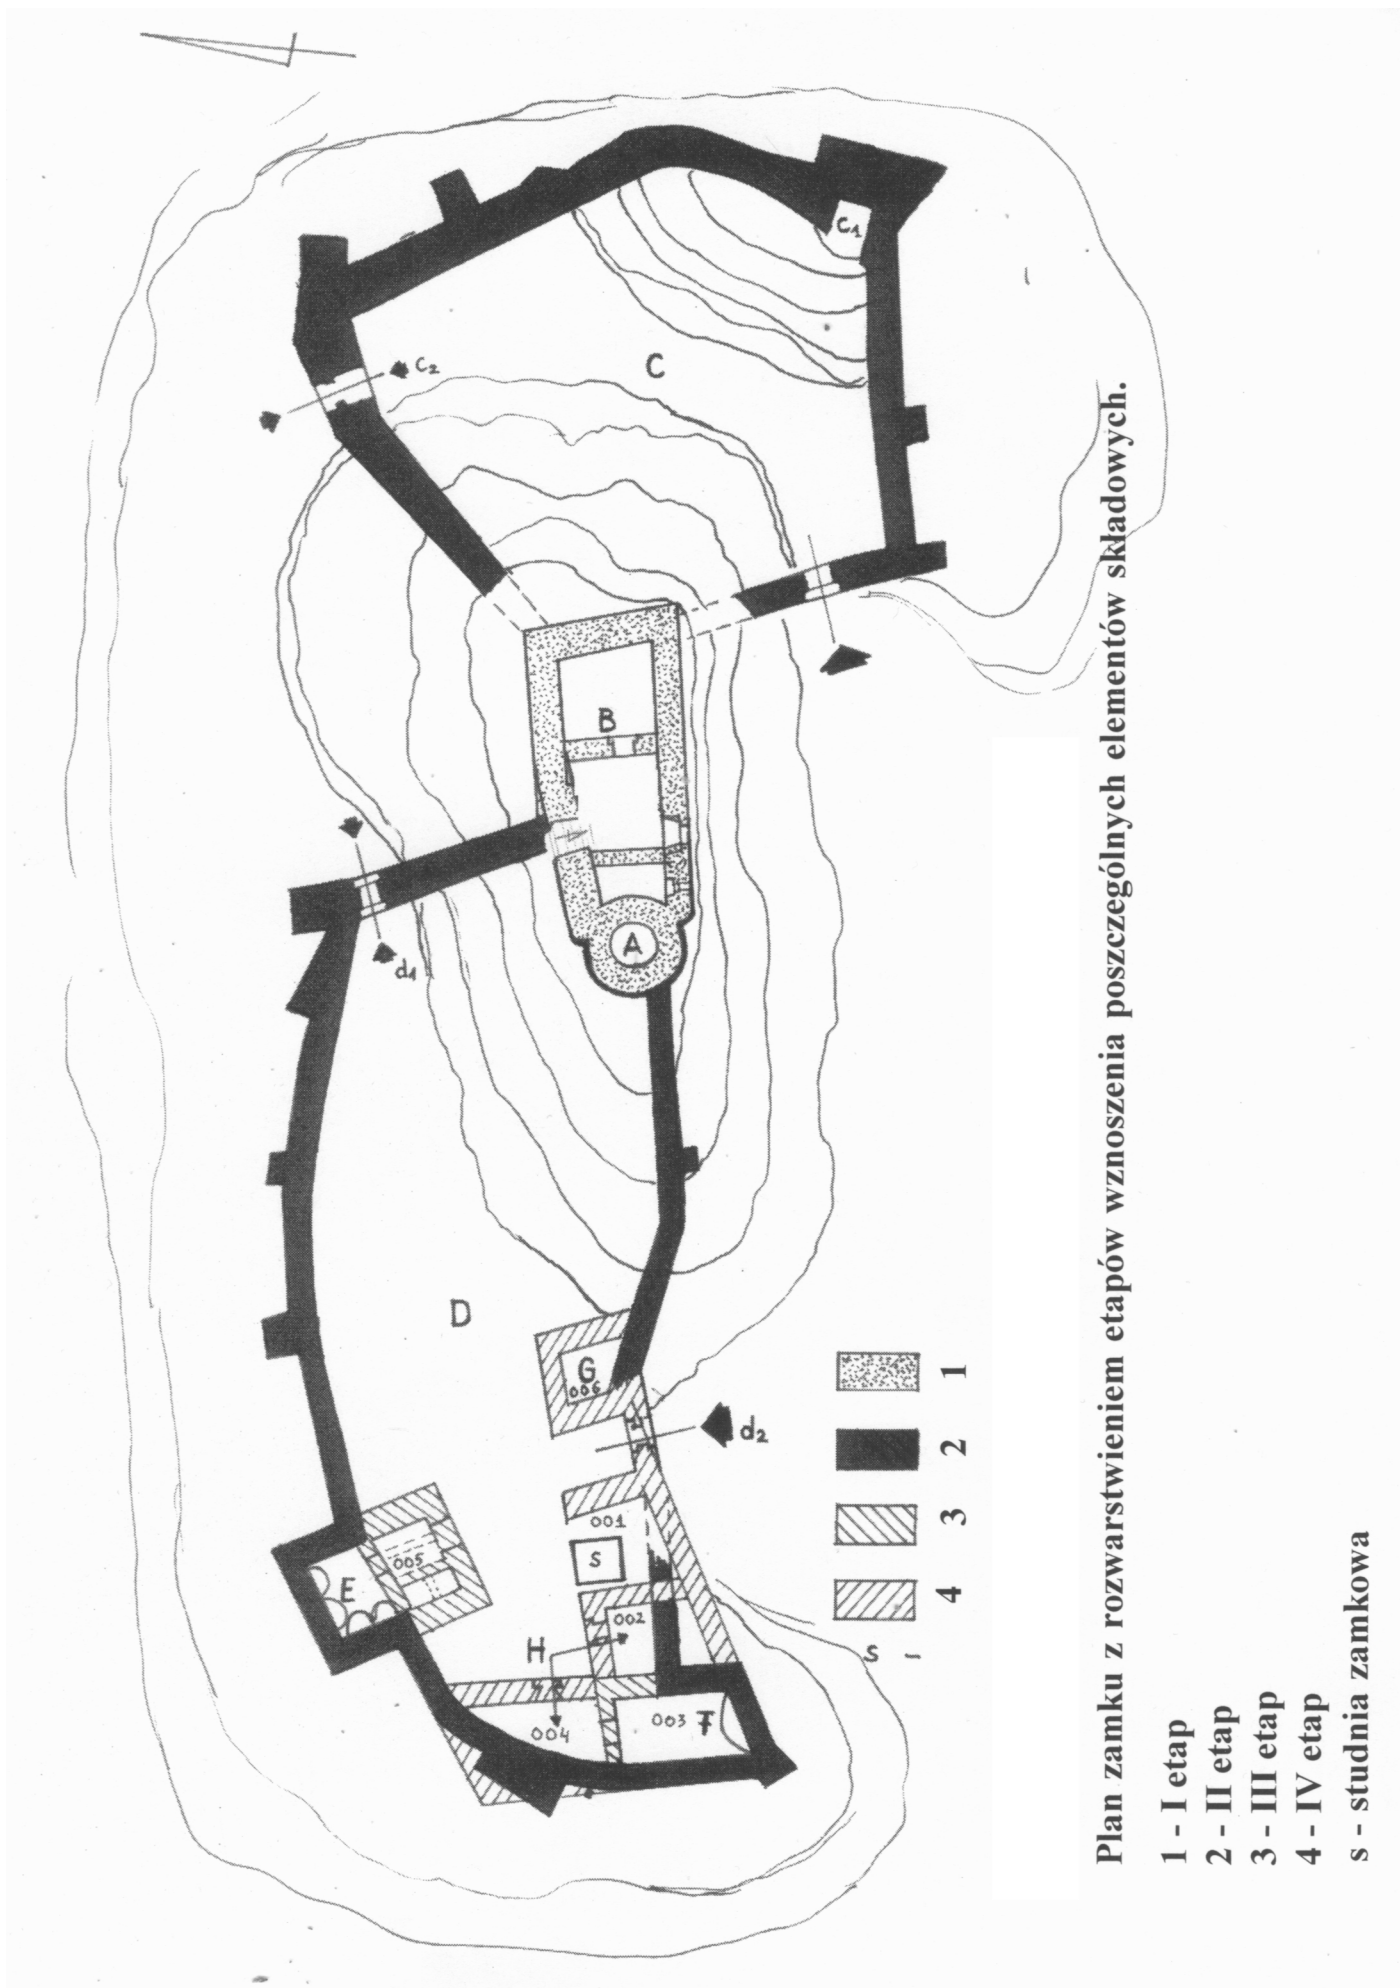 C₁
C₂
C
B
A
d₁
D
G
006
d₂
001
s
E
005
002
H
004
003
F
1
2
3
4
s –
Plan zamku z rozwarstwieniem etapów wznoszenia poszczególnych elementów składowych.
1 - I etap
2 - II etap
3 - III etap
4 - IV etap
s - studnia zamkowa